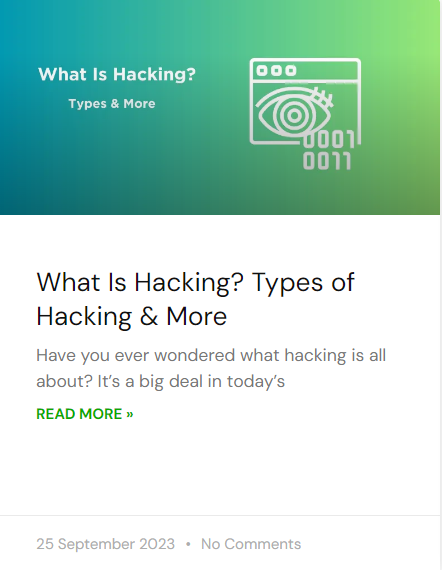 What Is Hacking?
Types & More
0001
0011
What Is Hacking? Types of
Hacking & More
Have you ever wondered what hacking is all
about? It’s a big deal in today’s
READ MORE »
25 September 2023 • No Comments